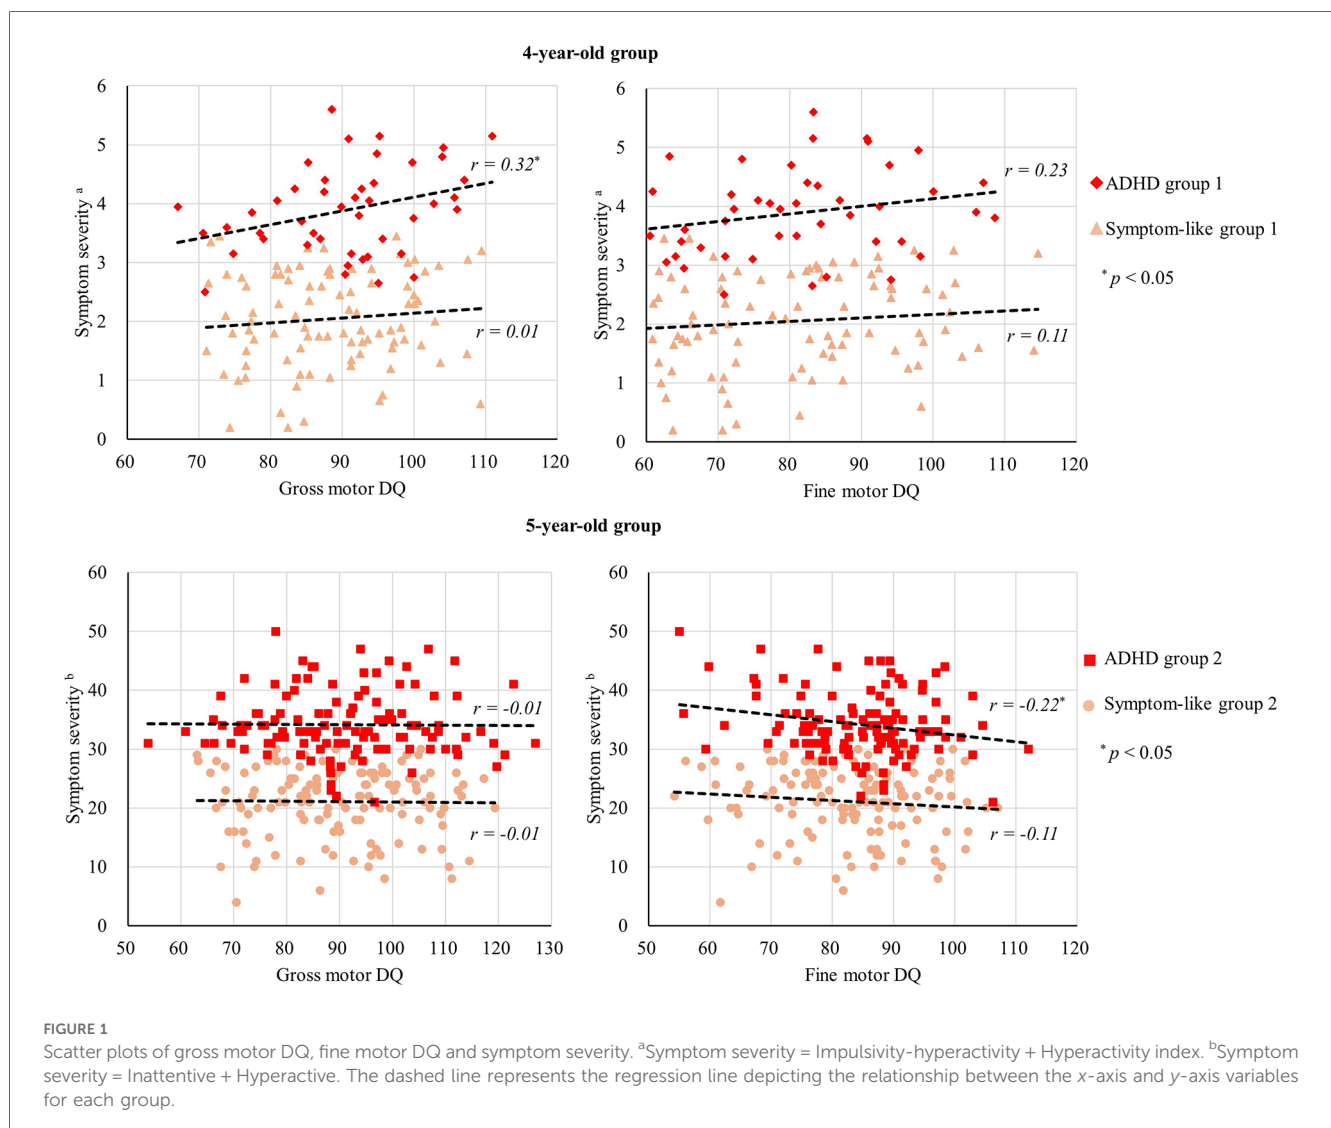 4-year-old group
6
5
4
3
2
1
0
60 70 80 90 100 110 120
Symptom severity a
Gross motor DQ
r = 0.32*
r = 0.01
6
5
4
3
2
1
0
60 70 80 90 100 110 120
Symptom severity a
Fine motor DQ
r = 0.23
r = 0.11
ADHD group 1
Symptom-like group 1
* p < 0.05
5-year-old group
60
50
40
30
20
10
0
50 60 70 80 90 100 110 120 130
Symptom severity b
Gross motor DQ
r = -0.01
r = -0.01
60
50
40
30
20
10
0
50 60 70 80 90 100 110 120
Symptom severity b
Fine motor DQ
r = -0.22*
r = -0.11
ADHD group 2
Symptom-like group 2
* p < 0.05
FIGURE 1
Scatter plots of gross motor DQ, fine motor DQ and symptom severity. aSymptom severity = Impulsivity-hyperactivity + Hyperactivity index. bSymptom
severity = Inattentive + Hyperactive. The dashed line represents the regression line depicting the relationship between the x-axis and y-axis variables
for each group.